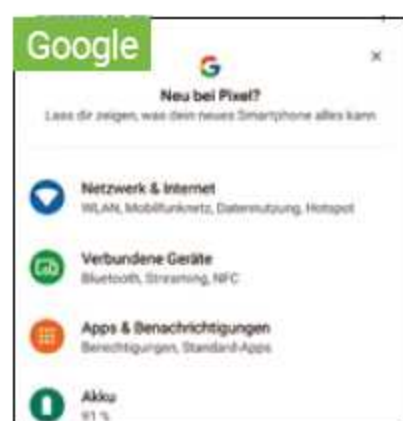 Google
Neu bei Pixel?
Lass dir zeigen, was dein neues Smartphone alles kann
Netzwerk & Internet
WLAN, Mobilfunknetz, Datennutzung, Hotspot
Verbundene Geräte
Bluetooth, Streaming, NFC
Apps & Benachrichtigungen
Berechtigungen, Standard-Apps
Akku
91 %